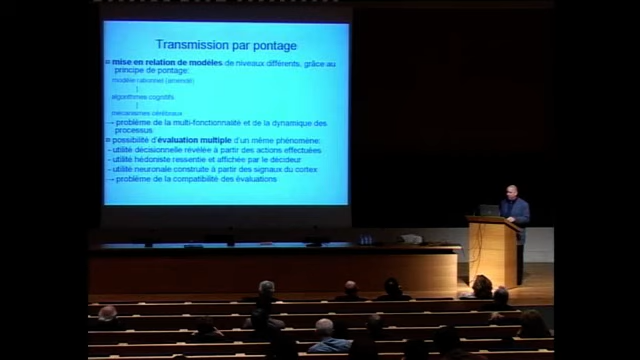 Transmission par pontage
= mise en relation de modèles de niveaux différents, grâce au
principe de pontage:
modèle rationnel (amendé)
|
algorithmes cognitifs
|
mécanismes cérébraux
→ problème de la multi-fonctionnalité et de la dynamique des
processus
= possibilité d'évaluation multiple d'un même phénomène:
- utilité décisionnelle révélée à partir des actions effectuées
- utilité hédoniste ressentie et affichée par le décideur
- utilité neuronale construite à partir des signaux du cortex
→ problème de la compatibilité des évaluations